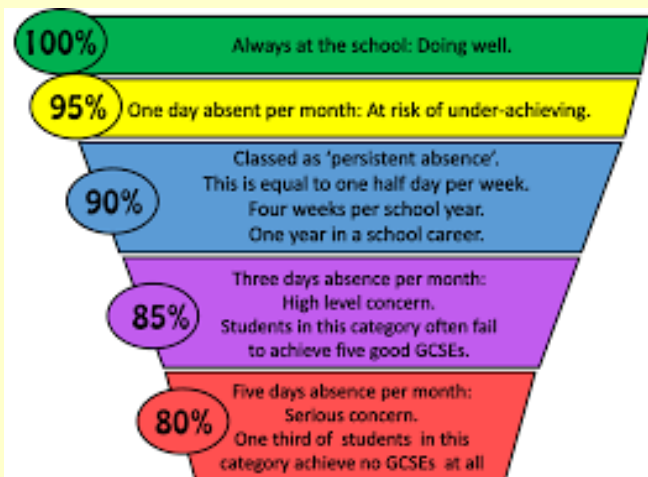 100%
Always at the school: Doing well.
95%
One day absent per month: At risk of under-achieving.
90%
Classed as ‘persistent absence’.
This is equal to one half day per week.
Four weeks per school year.
One year in a school career.
85%
Three days absence per month:
High level concern.
Students in this category often fail
to achieve five good GCSEs.
80%
Five days absence per month:
Serious concern.
One third of students in this
category achieve no GCSEs at all